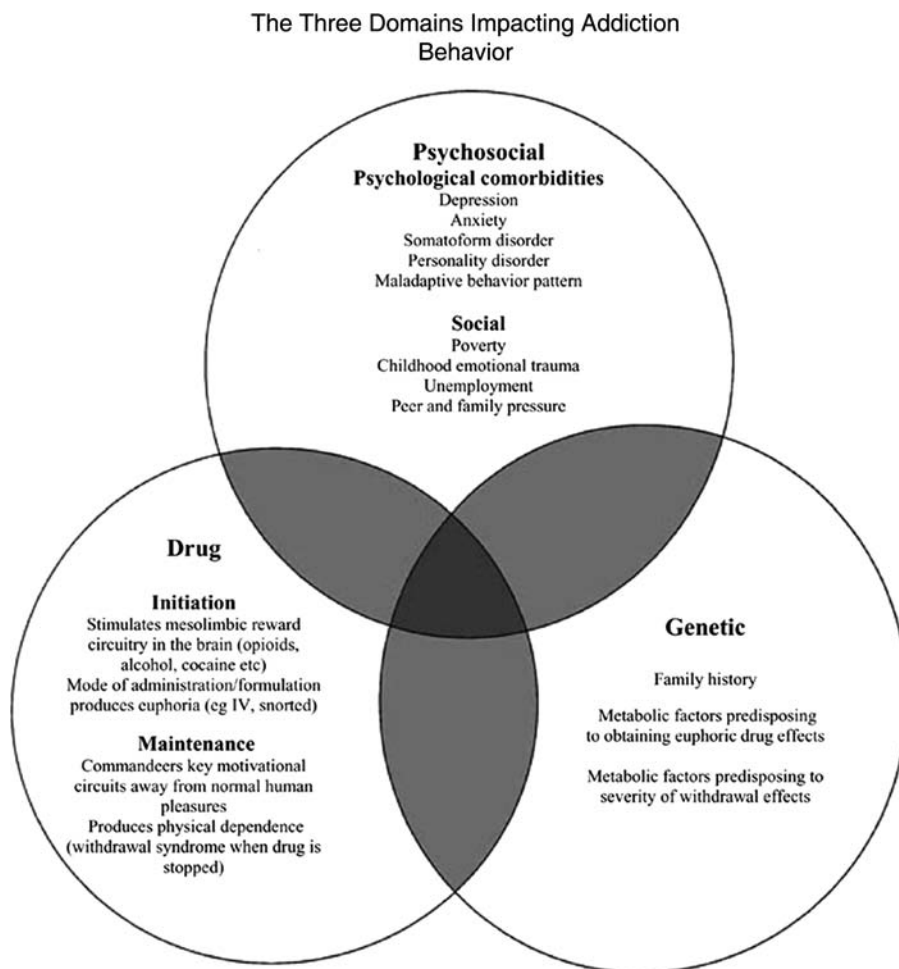 The Three Domains Impacting Addiction
Behavior
Psychosocial
Psychological comorbidities
Depression
Anxiety
Somatoform disorder
Personality disorder
Maladaptive behavior pattern
Social
Poverty
Childhood emotional trauma
Unemployment
Peer and family pressure
Drug
Initiation
Stimulates mesolimbic reward
circuitry in the brain (opioids,
alcohol, cocaine etc)
Mode of administration/formulation
produces euphoria (eg IV, snorted)
Maintenance
Commandeers key motivational
circuits away from normal human
pleasures
Produces physical dependence
(withdrawal syndrome when drug is
stopped)
Genetic
Family history
Metabolic factors predisposing
to obtaining euphoric drug effects
Metabolic factors predisposing to
severity of withdrawal effects